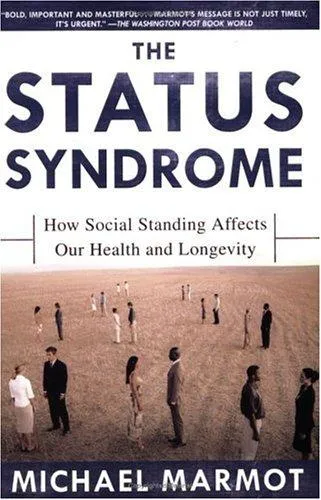 "BOLD, IMPORTANT AND MASTERFUL....MARMOT'S MESSAGE IS NOT JUST TIMELY,
IT'S URGENT." —THE WASHINGTON POST BOOK WORLD
THE
STATUS
SYNDROME
How Social Standing Affects
Our Health and Longevity
MICHAEL MARMOT